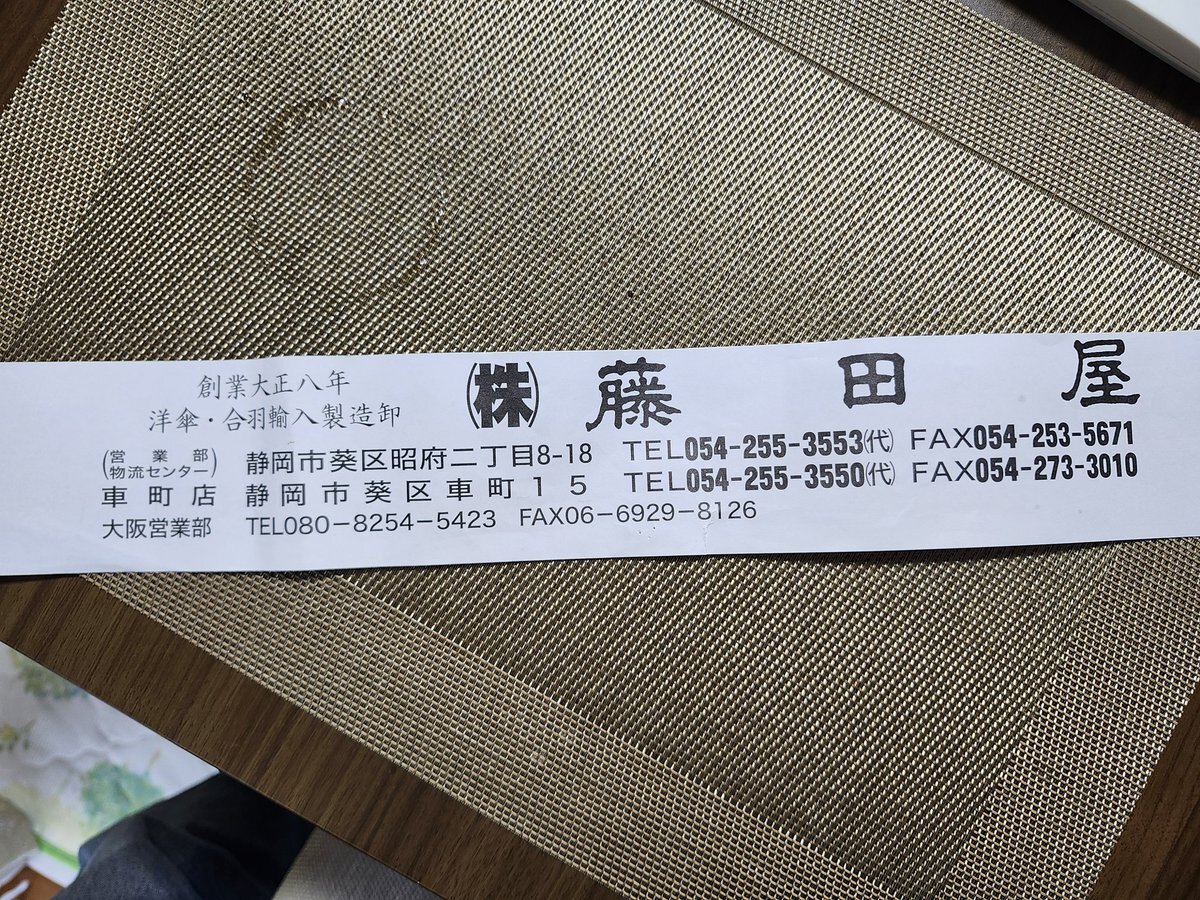 創業大正八年
洋傘・合羽輸入製造卸
㈱ 藤田屋
(営業部 物流センター) 静岡市葵区昭府二丁目8-18 TEL054-255-3553(代) FAX054-253-5671
車町店 静岡市葵区車町15 TEL054-255-3550(代) FAX054-273-3010
大阪営業部 TEL080-8254-5423 FAX06-6929-8126